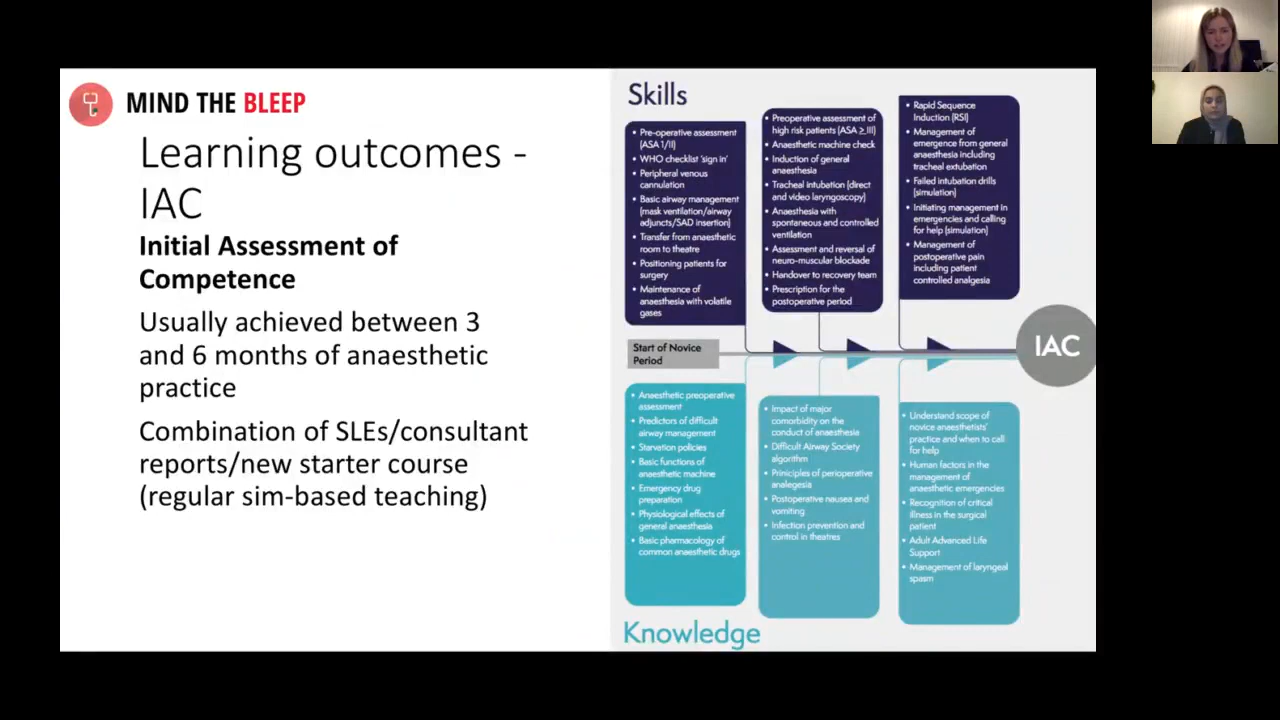 MIND THE BLEEP
Learning outcomes -
IAC
Initial Assessment of
Competence
Usually achieved between 3
and 6 months of anaesthetic
practice
Combination of SLEs/consultant
reports/new starter course
(regular sim-based teaching)
Skills
• Pre-operative assessment
(ASA 1/II)
• WHO checklist 'sign in'
• Peripheral venous
cannulation
• Basic airway management
(mask ventilation/airway
adjuncts/SAD insertion)
• Transfer from anaesthetic
room to theatre
• Positioning patients for
surgery
• Maintenance of
anaesthesia with volatile
gases
• Preoperative assessment of
high risk patients (ASA ≥ III)
• Anaesthetic machine check
• Induction of general
anaesthesia
• Tracheal intubation (direct
and video laryngoscopy)
• Anaesthesia with
spontaneous and controlled
ventilation
• Assessment and reversal of
neuro-muscular blockade
• Handover to recovery team
• Prescription for the
postoperative period
• Rapid Sequence
Induction (RSI)
• Management of
emergence from general
anaesthesia including
tracheal extubation
• Failed intubation drills
(simulation)
• Initiating management in
emergencies and calling
for help (simulation)
• Management of
postoperative pain
including patient
controlled analgesia
Start of Novice
Period
IAC
• Anaesthetic preoperative
assessment
• Predictors of difficult
airway management
• Starvation policies
• Basic functions of
anaesthetic machine
• Emergency drug
preparation
• Physiological effects of
general anaesthesia
• Basic pharmacology of
common anaesthetic drugs
• Impact of major
comorbidity on the
conduct of anaesthesia
• Difficult Airway Society
algorithm
• Priniciples of perioperative
analegesia
• Postoperative nausea and
vomiting
• Infection prevention and
control in theatres
• Understand scope of
novice anaesthetists'
practice and when to call
for help
• Human factors in the
management of
anaesthetic emergencies
• Recognition of critical
illness in the surgical
patient
• Adult Advanced Life
Support
• Management of laryngeal
spasm
Knowledge